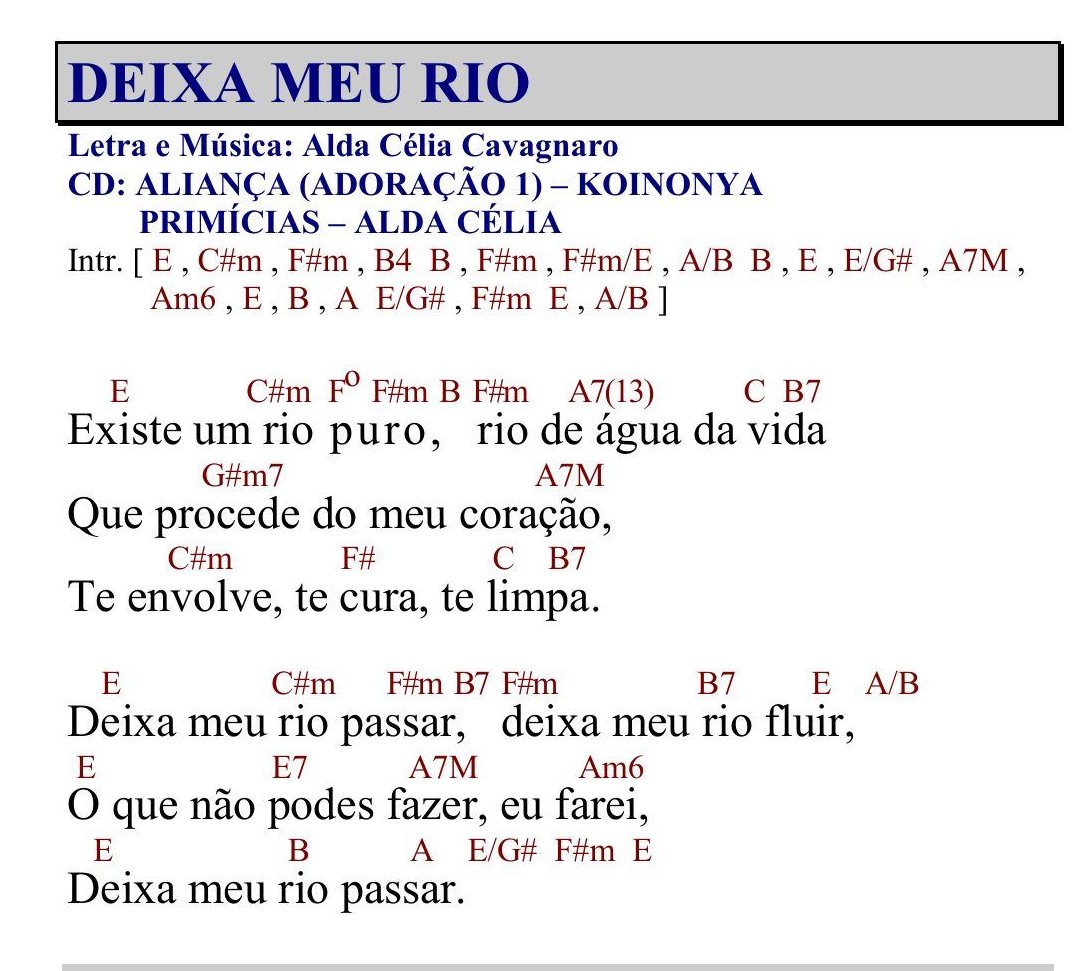 DEIXA MEU RIO
Letra e Música: Alda Célia Cavagnaro
CD: ALIANÇA (ADORAÇÃO 1) – KOINONYA
PRIMÍCIAS – ALDA CÉLIA
Intr. [ E , C#m , F#m , B4 B , F#m , F#m/E , A/B B , E , E/G# , A7M ,
Am6 , E , B , A E/G# , F#m E , A/B ]
E C#m Fº F#m B F#m A7(13) C B7
Existe um rio puro, rio de água da vida
G#m7 A7M
Que procede do meu coração,
C#m F# C B7
Te envolve, te cura, te limpa.
E C#m F#m B7 F#m B7 E A/B
Deixa meu rio passar, deixa meu rio fluir,
E E7 A7M Am6
O que não podes fazer, eu farei,
E B A E/G# F#m E
Deixa meu rio passar.